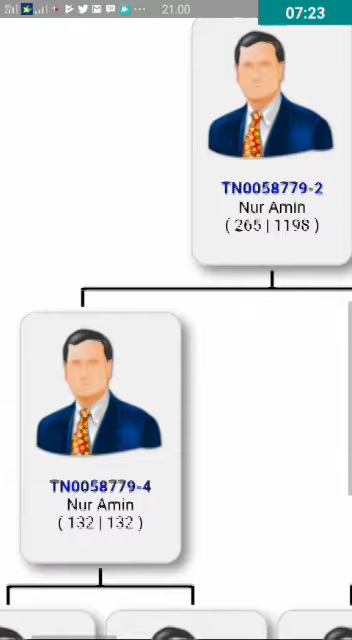 21.00
07:23
TN0058779-2
Nur Amin
( 265 | 1198 )
TN0058779-4
Nur Amin
( 132 | 132 )